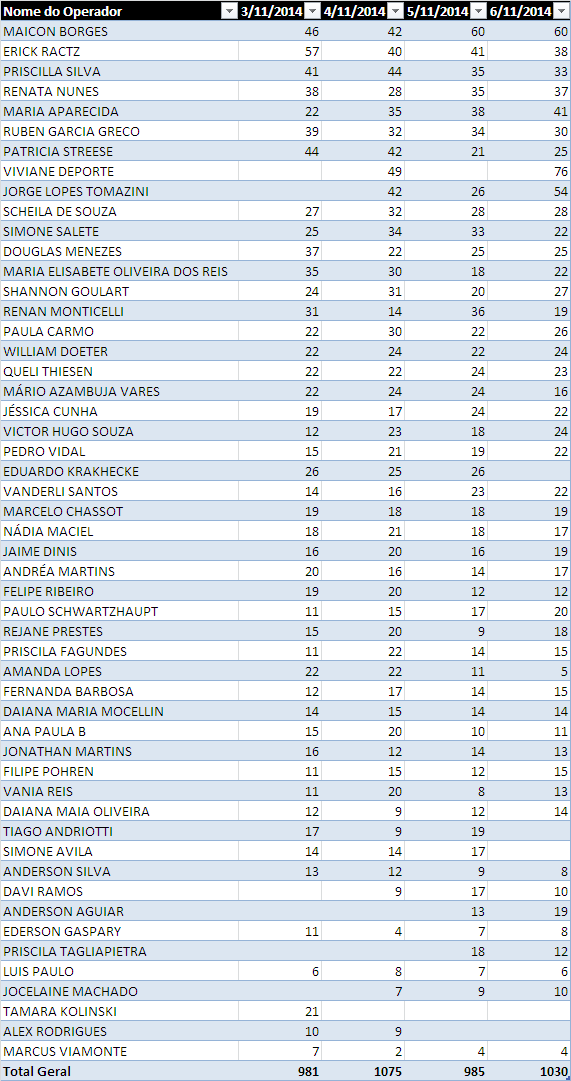 Nome do Operador 3/11/2014 4/11/2014 5/11/2014 6/11/2014
MAICON BORGES 46 42 60 60
ERICK RACTZ 57 40 41 38
PRISCILLA SILVA 41 44 35 33
RENATA NUNES 38 28 35 37
MARIA APARECIDA 22 35 38 41
RUBEN GARCIA GRECO 39 32 34 30
PATRICIA STREESE 44 42 21 25
VIVIANE DEPORTE 49 76
JORGE LOPES TOMAZINI 42 26 54
SCHEILA DE SOUZA 27 32 28 28
SIMONE SALETE 25 34 33 22
DOUGLAS MENEZES 37 22 25 25
MARIA ELISABETE OLIVEIRA DOS REIS 35 30 18 22
SHANNON GOULART 24 31 20 27
RENAN MONTICELLI 31 14 36 19
PAULA CARMO 22 30 22 26
WILLIAM DOETER 22 24 22 24
QUELI THIESEN 22 22 24 23
MÁRIO AZAMBUJA VARES 22 24 24 16
JÉSSICA CUNHA 19 17 24 22
VICTOR HUGO SOUZA 12 23 18 24
PEDRO VIDAL 15 21 19 22
EDUARDO KRAKHECKE 26 25 26
VANDERLI SANTOS 14 16 23 22
MARCELO CHASSOT 19 18 18 19
NÁDIA MACIEL 18 21 18 17
JAIME DINIS 16 20 16 19
ANDRÉA MARTINS 20 16 14 17
FELIPE RIBEIRO 19 20 12 12
PAULO SCHWARTZHAUPT 11 15 17 20
REJANE PRESTES 15 20 9 18
PRISCILA FAGUNDES 11 22 14 15
AMANDA LOPES 22 22 11 5
FERNANDA BARBOSA 12 17 14 15
DAIANA MARIA MOCELLIN 14 15 14 14
ANA PAULA B 15 20 10 11
JONATHAN MARTINS 16 12 14 13
FILIPE POHREN 11 15 12 15
VANIA REIS 11 20 8 13
DAIANA MAIA OLIVEIRA 12 9 12 14
TIAGO ANDRIOTTI 17 9 19
SIMONE AVILA 14 14 17
ANDERSON SILVA 13 12 9 8
DAVI RAMOS 9 17 10
ANDERSON AGUIAR 13 19
EDERSON GASPARY 11 4 7 8
PRISCILA TAGLIAPIETRA 18 12
LUIS PAULO 6 8 7 6
JOCELAINE MACHADO 7 9 10
TAMARA KOLINSKI 21
ALEX RODRIGUES 10 9
MARCUS VIAMONTE 7 2 4 4
Total Geral 981 1075 985 1030